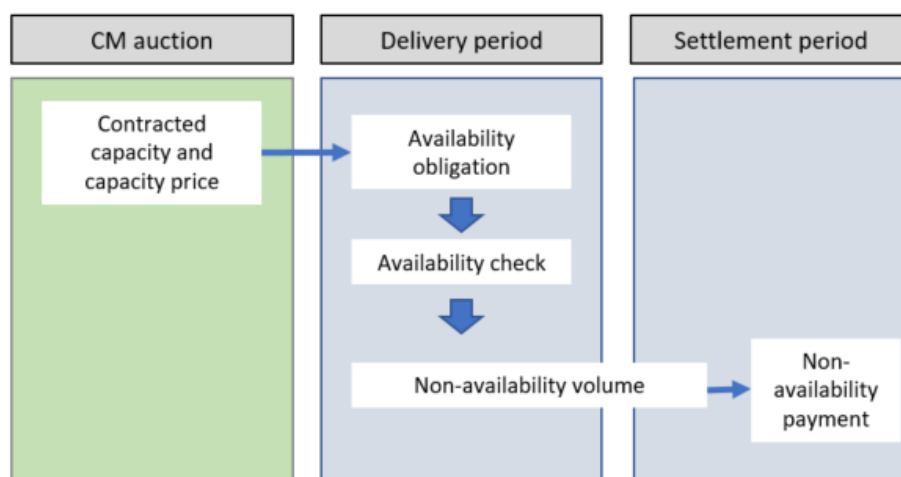 CM auction
Delivery period
Settlement period
Contracted
capacity and
capacity price
Availability
obligation
Availability check
Non-availability volume
Non-
availability
payment